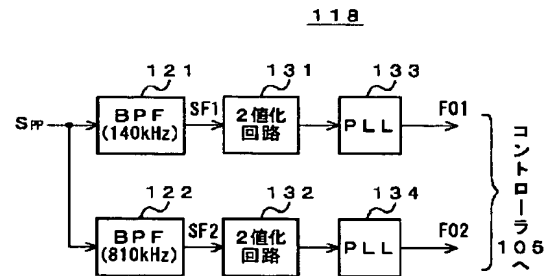 118
121
131
133
SPP
BPF
(140kHz)
SF1
2値化
回路
PLL
FO1
122
132
134
BPF
(810kHz)
SF2
2値化
回路
PLL
FO2
コントローラ105へ